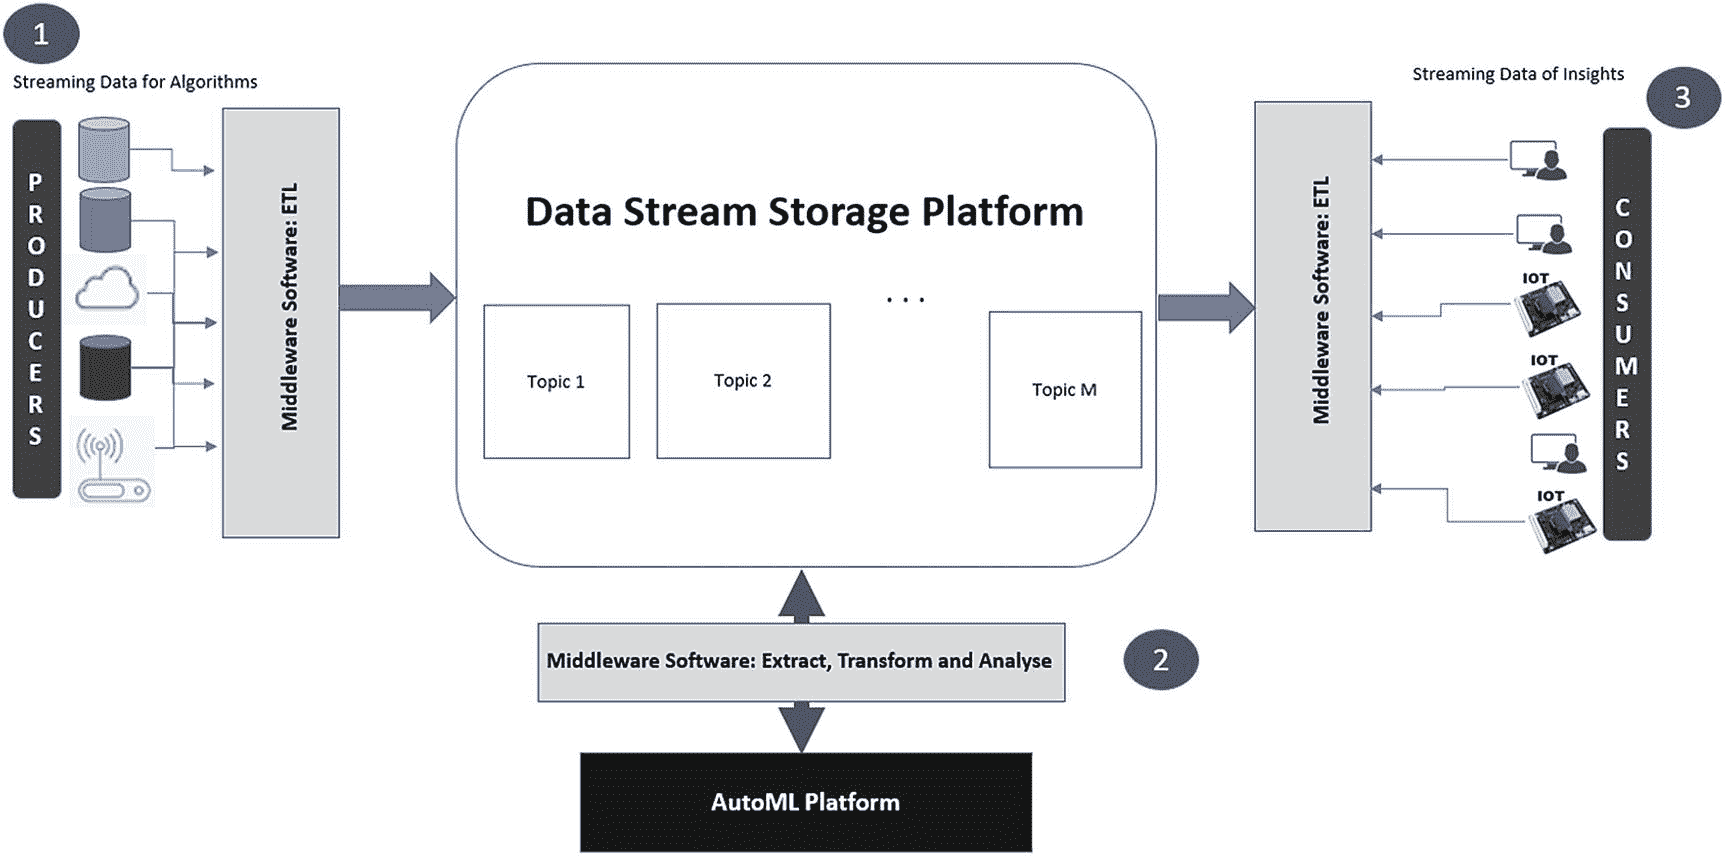 1
Streaming Data for Algorithms
PRODUCERS
Middleware Software: ETL
Data Stream Storage Platform
Topic 1
Topic 2
...
Topic M
Middleware Software: ETL
Streaming Data of Insights
3
IOT
IOT
IOT
CONSUMERS
Middleware Software: Extract, Transform and Analyse
2
AutoML Platform